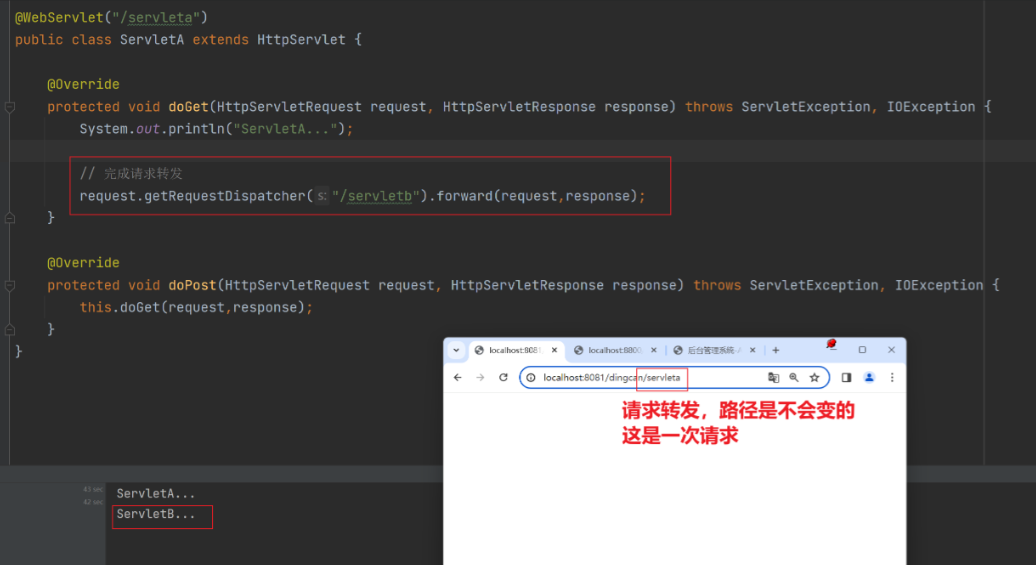 @WebServlet("/servleta")
public class ServletA extends HttpServlet {
@Override
protected void doGet(HttpServletRequest request, HttpServletResponse response) throws ServletException, IOException {
System.out.println("ServletA...");
// 完成请求转发
request.getRequestDispatcher( s: "/servletb").forward(request,response);
}
@Override
protected void doPost(HttpServletRequest request, HttpServletResponse response) throws ServletException, IOException {
this.doGet(request,response);
}
}
localhost:8081 localhost:8800 后台管理系统
localhost:8081/dingcan/servleta
请求转发，路径是不会变的
这是一次请求
43 sec ServletA...
42 sec ServletB...